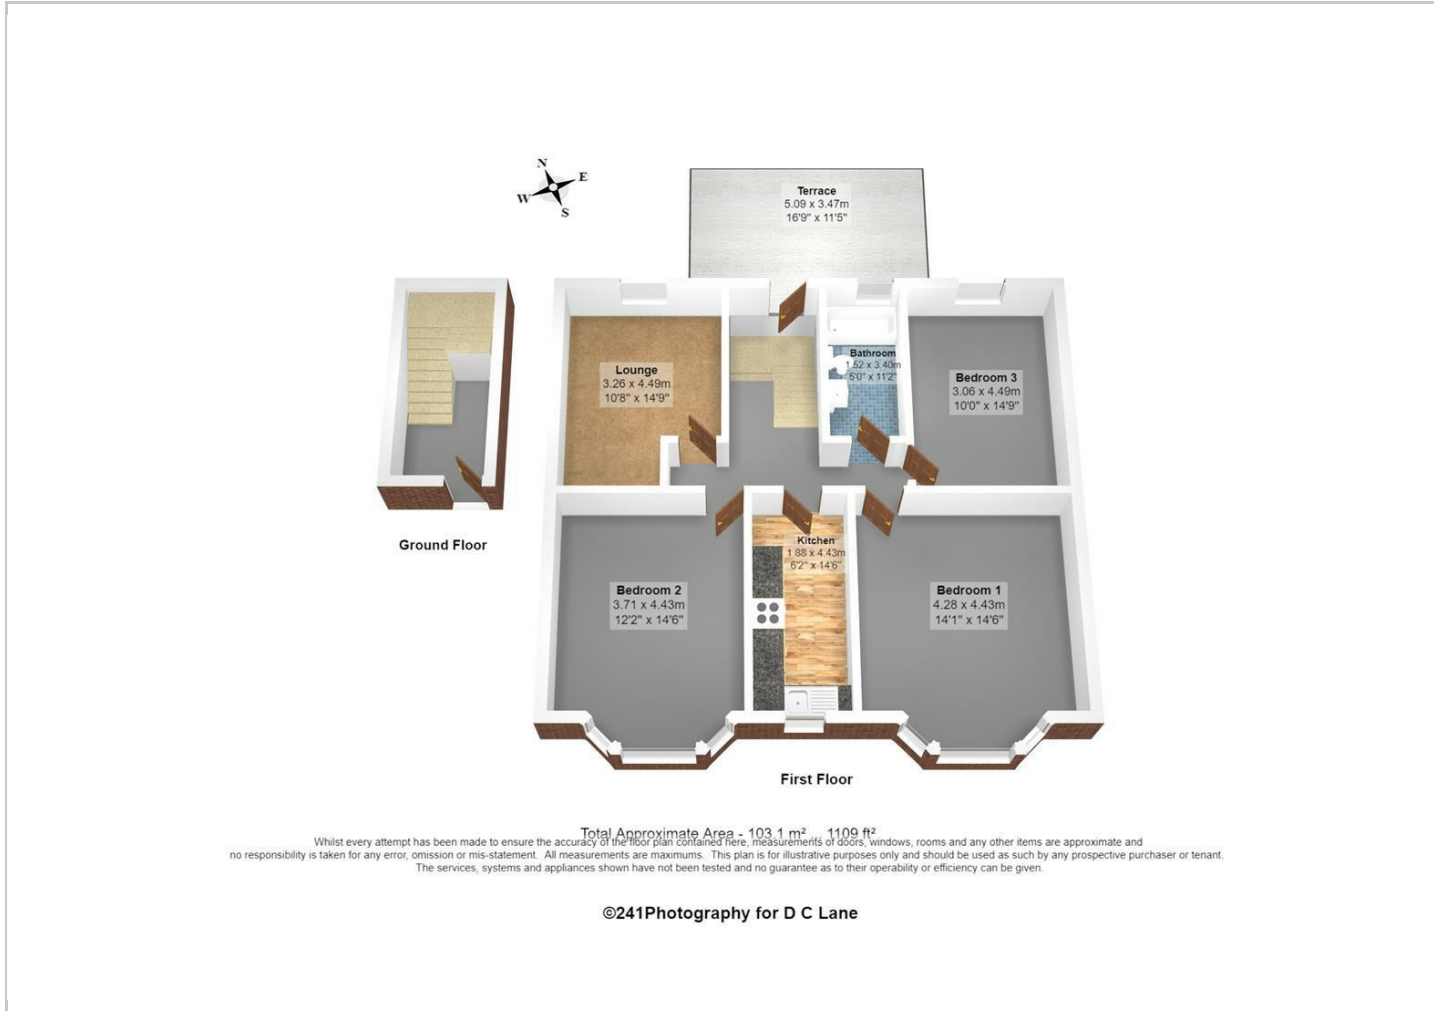 N
E
W
S
Terrace
5.09 x 3.47m
16'9" x 11'5"
Lounge
3.26 x 4.49m
10'8" x 14'9"
Bathroom
1.52 x 3.40m
5'0" x 11'2"
Bedroom 3
3.06 x 4.49m
10'0" x 14'9"
Ground Floor
Kitchen
1.88 x 4.43m
6'2" x 14'6"
Bedroom 2
3.71 x 4.43m
12'2" x 14'6"
Bedroom 1
4.28 x 4.43m
14'1" x 14'6"
First Floor
Total Approximate Area - 103.1 m² ... 1109 ft²
Whilst every attempt has been made to ensure the accuracy of the floor plan contained here, measurements of doors, windows, rooms and any other items are approximate and
no responsibility is taken for any error, omission or mis-statement. All measurements are maximums. This plan is for illustrative purposes only and should be used as such by any prospective purchaser or tenant.
The services, systems and appliances shown have not been tested and no guarantee as to their operability or efficiency can be given.
©241Photography for D C Lane